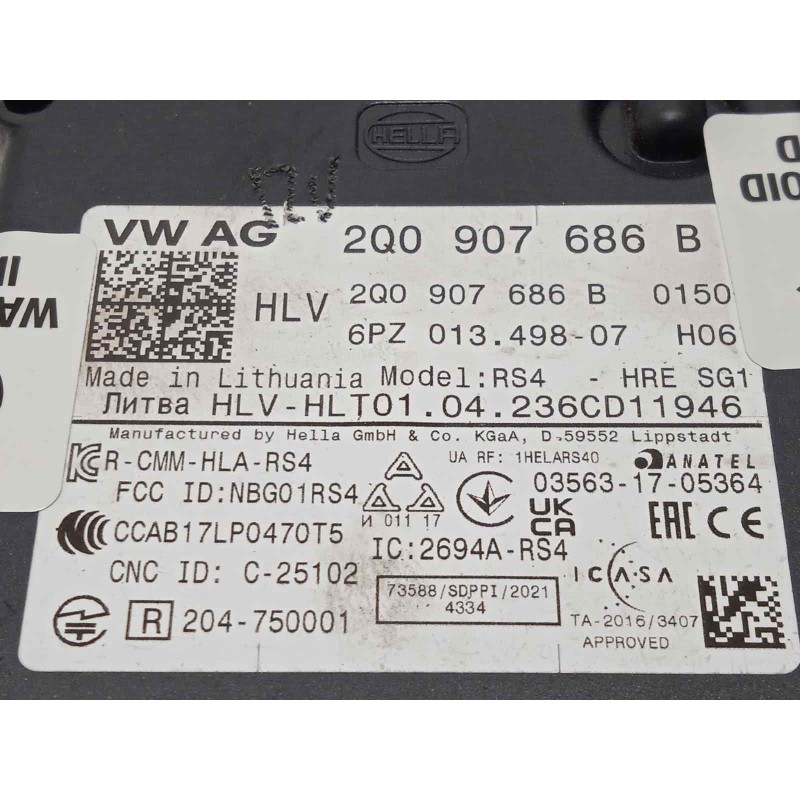 HELLA
VW AG 2Q0 907 686 B
HLV 2Q0 907 686 B 0150
6PZ 013.498-07 H06
Made in Lithuania Model:RS4 - HRE SG1
Литва HLV-HLT01.04.236CD11946
Manufactured by Hella GmbH & Co. KGaA, D-59552 Lippstadt
R-CMM-HLA-RS4 UA RF: 1HELARS40 ANATEL
FCC ID:NBG01RS4 03563-17-05364
И 011 17 UK CA EAC CE
CCAB17LP0470T5 IC:2694A-RS4
CNC ID: C-25102 ICASA
73588/SDPPI/2021
4334
R 204-750001
TA-2016/3407
APPROVED